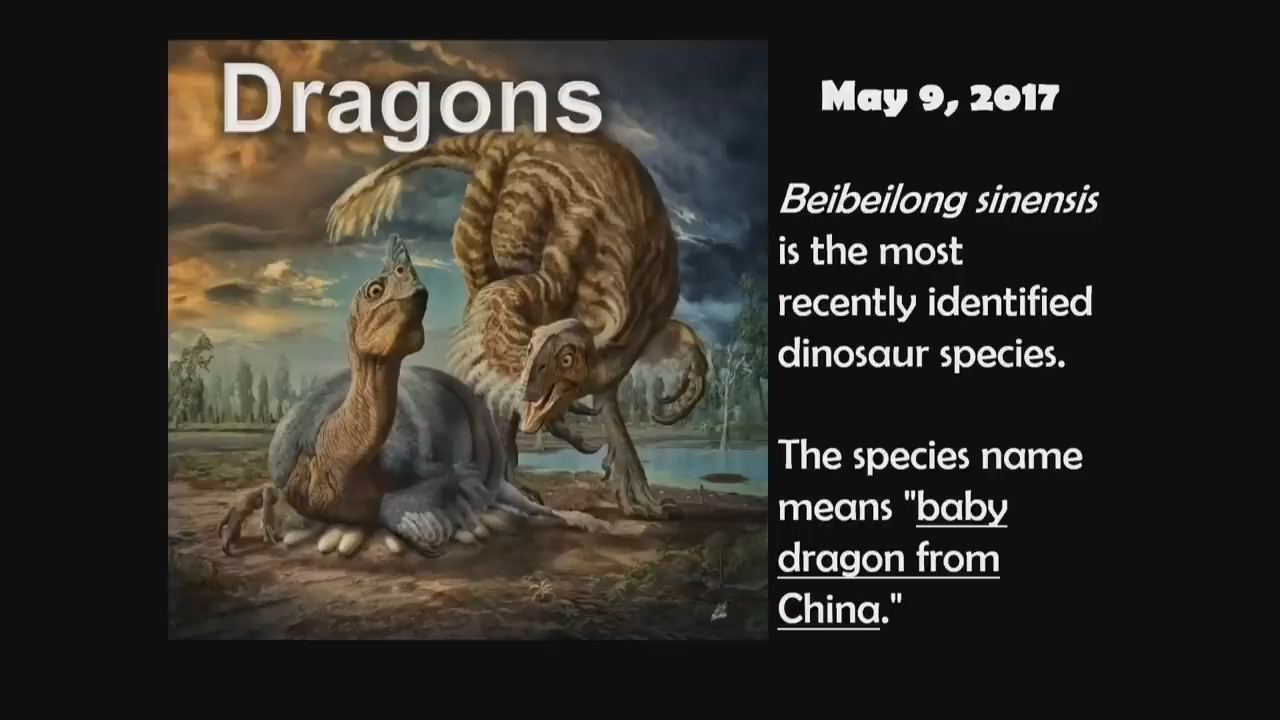 Dragons
May 9, 2017
Beibeilong sinensis
is the most
recently identified
dinosaur species.
The species name
means "baby
dragon from
China."